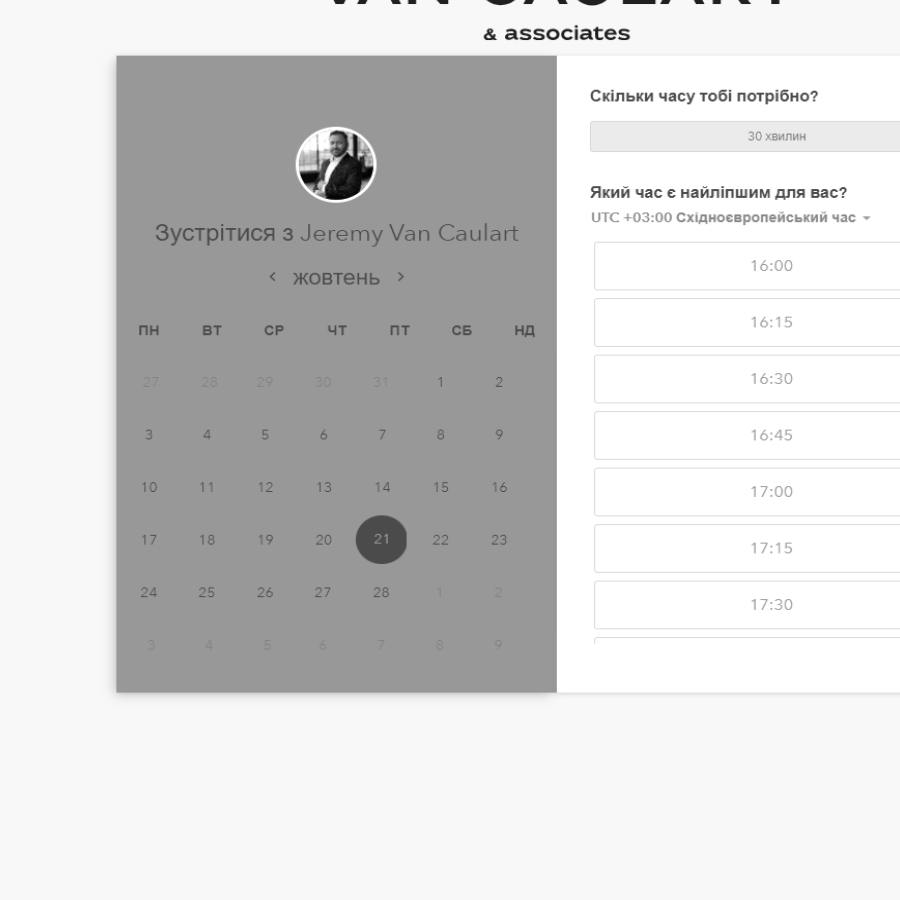 VAN CAULART
& associates
Зустрітися з Jeremy Van Caulart
жовтень
ПН ВТ СР ЧТ ПТ СБ НД
27 28 29 30 31 1 2
3 4 5 6 7 8 9
10 11 12 13 14 15 16
17 18 19 20 21 22 23
24 25 26 27 28 1 2
3 4 5 6 7 8 9
Скільки часу тобі потрібно?
30 хвилин
Який час є найліпшим для вас?
UTC +03:00 Східноєвропейський час
16:00
16:15
16:30
16:45
17:00
17:15
17:30